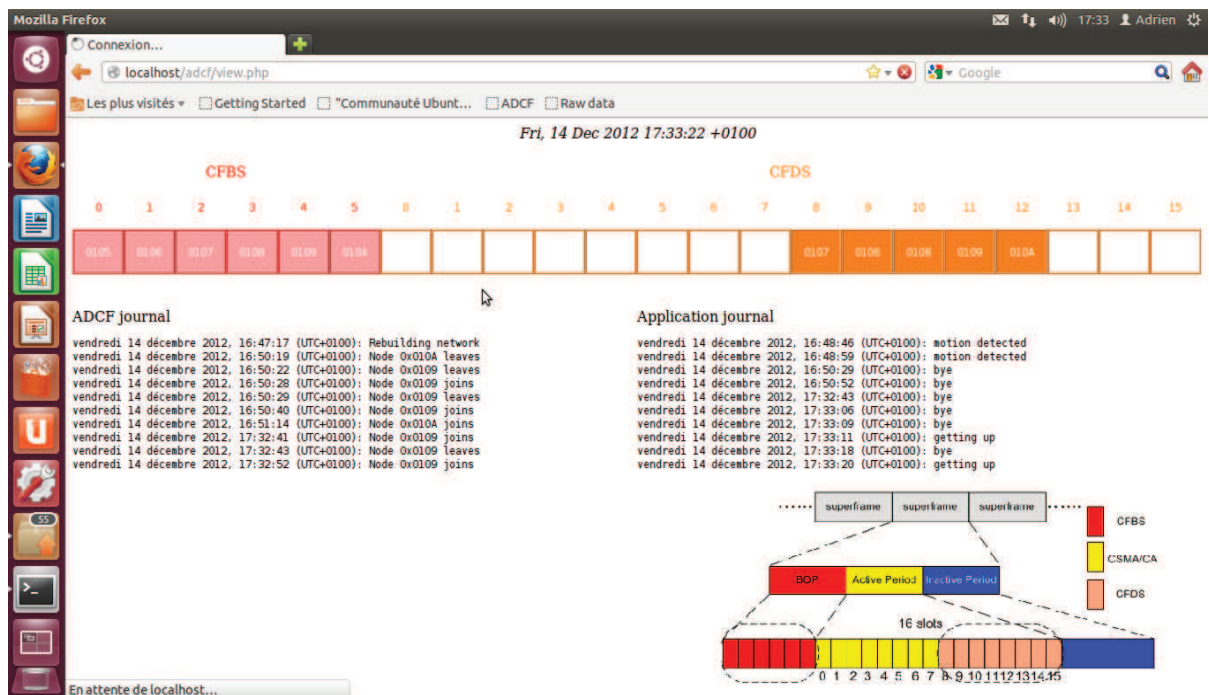 Mozilla Firefox
17:33 Adrien
Connexion...
localhost/adcf/view.php
Google
Les plus visités
Getting Started
"Communauté Ubunt...
ADCF
Raw data
Fri, 14 Dec 2012 17:33:22 +0100
CFBS CFDS
0 1 2 3 4 5 0 1 2 3 4 5 6 7 8 9 10 11 12 13 14 15
0105 0106 0107 0108 0109 010A 0107 0106 0108 0109 010A
ADCF journal
vendredi 14 décembre 2012, 16:47:17 (UTC+0100): Rebuilding network
vendredi 14 décembre 2012, 16:50:19 (UTC+0100): Node 0x010A leaves
vendredi 14 décembre 2012, 16:50:22 (UTC+0100): Node 0x0109 leaves
vendredi 14 décembre 2012, 16:50:28 (UTC+0100): Node 0x0109 joins
vendredi 14 décembre 2012, 16:50:29 (UTC+0100): Node 0x0109 leaves
vendredi 14 décembre 2012, 16:50:40 (UTC+0100): Node 0x0109 joins
vendredi 14 décembre 2012, 16:51:14 (UTC+0100): Node 0x010A joins
vendredi 14 décembre 2012, 17:32:41 (UTC+0100): Node 0x0109 joins
vendredi 14 décembre 2012, 17:32:43 (UTC+0100): Node 0x0109 leaves
vendredi 14 décembre 2012, 17:32:52 (UTC+0100): Node 0x0109 joins
Application journal
vendredi 14 décembre 2012, 16:48:46 (UTC+0100): motion detected
vendredi 14 décembre 2012, 16:48:59 (UTC+0100): motion detected
vendredi 14 décembre 2012, 16:50:29 (UTC+0100): bye
vendredi 14 décembre 2012, 16:50:52 (UTC+0100): bye
vendredi 14 décembre 2012, 17:32:43 (UTC+0100): bye
vendredi 14 décembre 2012, 17:33:06 (UTC+0100): bye
vendredi 14 décembre 2012, 17:33:09 (UTC+0100): bye
vendredi 14 décembre 2012, 17:33:11 (UTC+0100): getting up
vendredi 14 décembre 2012, 17:33:18 (UTC+0100): bye
vendredi 14 décembre 2012, 17:33:20 (UTC+0100): getting up
superframe superframe superframe
CFBS
CSMA/CA
CFDS
BOP Active Period Inactive Period
16 slots
0 1 2 3 4 5 6 7 8 9 10 11 12 13 14 15
55
En attente de localhost...